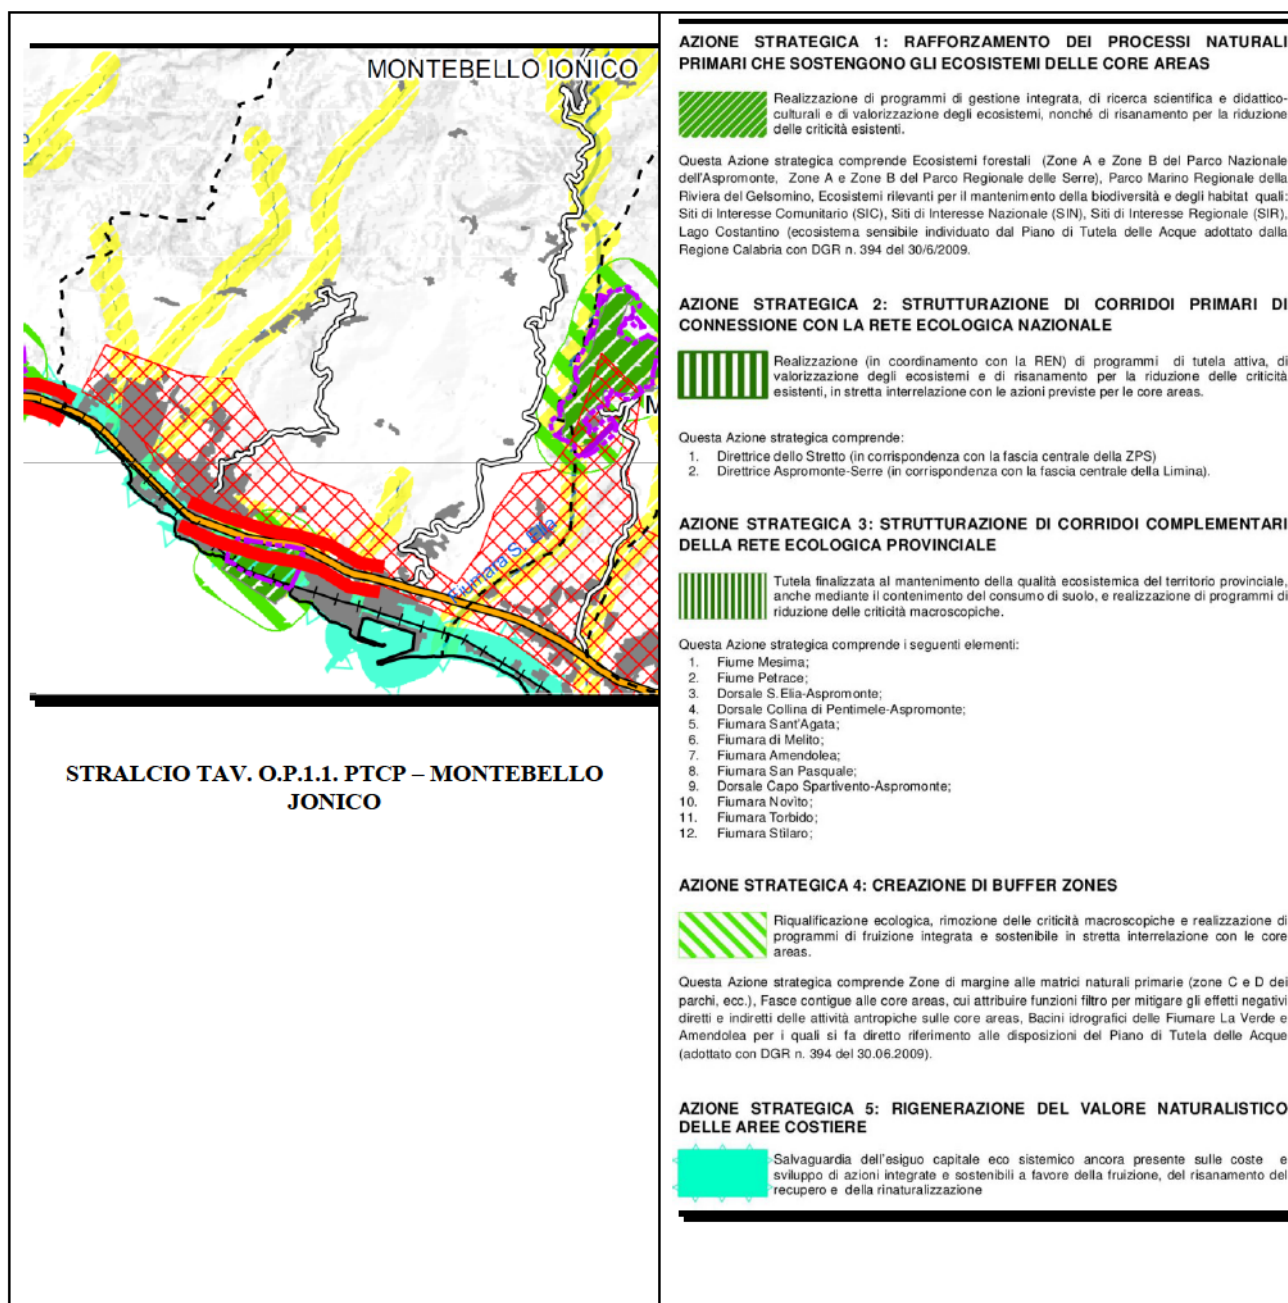 MONTEBELLO IONICO
Fiumara S. Elia
M
STRALCIO TAV. O.P.1.1. PTCP – MONTEBELLO
JONICO
AZIONE STRATEGICA 1: RAFFORZAMENTO DEI PROCESSI NATURALI
PRIMARI CHE SOSTENGONO GLI ECOSISTEMI DELLE CORE AREAS
Realizzazione di programmi di gestione integrata, di ricerca scientifica e didattico-
culturali e di valorizzazione degli ecosistemi, nonché di risanamento per la riduzione
delle criticità esistenti.
Questa Azione strategica comprende Ecosistemi forestali (Zone A e Zone B del Parco Nazionale
dell'Aspromonte, Zone A e Zone B del Parco Regionale delle Serre), Parco Marino Regionale della
Riviera del Gelsomino, Ecosistemi rilevanti per il mantenimento della biodiversità e degli habitat quali:
Siti di Interesse Comunitario (SIC), Siti di Interesse Nazionale (SIN), Siti di Interesse Regionale (SIR),
Lago Costantino (ecosistema sensibile individuato dal Piano di Tutela delle Acque adottato dalla
Regione Calabria con DGR n. 394 del 30/6/2009.
AZIONE STRATEGICA 2: STRUTTURAZIONE DI CORRIDOI PRIMARI DI
CONNESSIONE CON LA RETE ECOLOGICA NAZIONALE
Realizzazione (in coordinamento con la REN) di programmi di tutela attiva, di
valorizzazione degli ecosistemi e di risanamento per la riduzione delle criticità
esistenti, in stretta interrelazione con le azioni previste per le core areas.
Questa Azione strategica comprende:
1. Direttrice dello Stretto (in corrispondenza con la fascia centrale della ZPS)
2. Direttrice Aspromonte-Serre (in corrispondenza con la fascia centrale della Limina).
AZIONE STRATEGICA 3: STRUTTURAZIONE DI CORRIDOI COMPLEMENTARI
DELLA RETE ECOLOGICA PROVINCIALE
Tutela finalizzata al mantenimento della qualità ecosistemica del territorio provinciale,
anche mediante il contenimento del consumo di suolo, e realizzazione di programmi di
riduzione delle criticità macroscopiche.
Questa Azione strategica comprende i seguenti elementi:
1. Fiume Mesima;
2. Fiume Petrace;
3. Dorsale S.Elia-Aspromonte;
4. Dorsale Collina di Pentimele-Aspromonte;
5. Fiumara Sant'Agata;
6. Fiumara di Melito;
7. Fiumara Amendolea;
8. Fiumara San Pasquale;
9. Dorsale Capo Spartivento-Aspromonte;
10. Fiumara Novito;
11. Fiumara Torbido;
12. Fiumara Stilaro;
AZIONE STRATEGICA 4: CREAZIONE DI BUFFER ZONES
Riqualificazione ecologica, rimozione delle criticità macroscopiche e realizzazione di
programmi di fruizione integrata e sostenibile in stretta interrelazione con le core
areas.
Questa Azione strategica comprende Zone di margine alle matrici naturali primarie (zone C e D dei
parchi, ecc.), Fasce contigue alle core areas, cui attribuire funzioni filtro per mitigare gli effetti negativi
diretti e indiretti delle attività antropiche sulle core areas, Bacini idrografici delle Fiumare La Verde e
Amendolea per i quali si fa diretto riferimento alle disposizioni del Piano di Tutela delle Acque
(adottato con DGR n. 394 del 30.06.2009).
AZIONE STRATEGICA 5: RIGENERAZIONE DEL VALORE NATURALISTICO
DELLE AREE COSTIERE
Salvaguardia dell'esiguo capitale eco sistemico ancora presente sulle coste e
sviluppo di azioni integrate e sostenibili a favore della fruizione, del risanamento del
recupero e della rinaturalizzazione